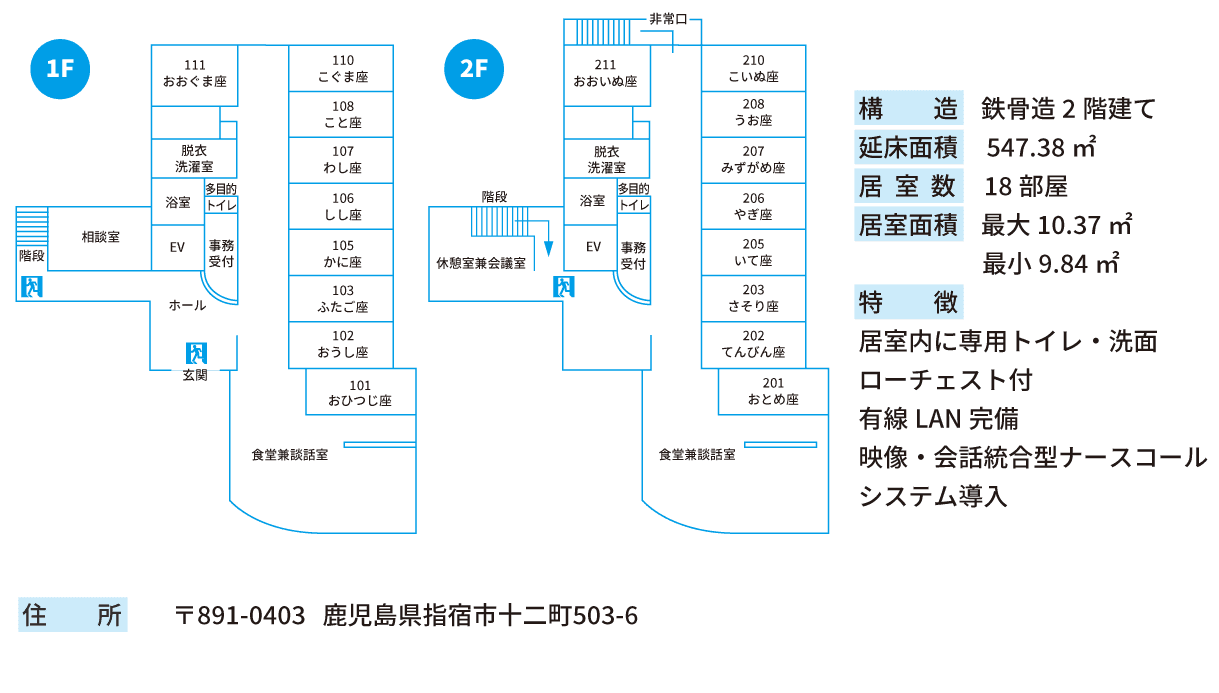 1F
111
おおぐま座
110
こぐま座
108
こと座
107
わし座
106
しし座
105
かに座
103
ふたご座
102
おうし座
101
おひつじ座
脱衣
洗濯室
浴室
多目的
トイレ
EV
事務
受付
相談室
階段
ホール
玄関
食堂兼談話室
2F
非常口
211
おおいぬ座
210
こいぬ座
208
うお座
207
みずがめ座
206
やぎ座
205
いて座
203
さそり座
202
てんびん座
201
おとめ座
脱衣
洗濯室
浴室
多目的
トイレ
EV
事務
受付
階段
休憩室兼会議室
食堂兼談話室
構造 鉄骨造2階建て
延床面積 547.38㎡
居室数 18部屋
居室面積 最大10.37㎡
最小9.84㎡
特徴
居室内に専用トイレ・洗面
ローチェスト付
有線LAN完備
映像・会話統合型ナースコール
システム導入
住所 〒891-0403 鹿児島県指宿市十二町503-6